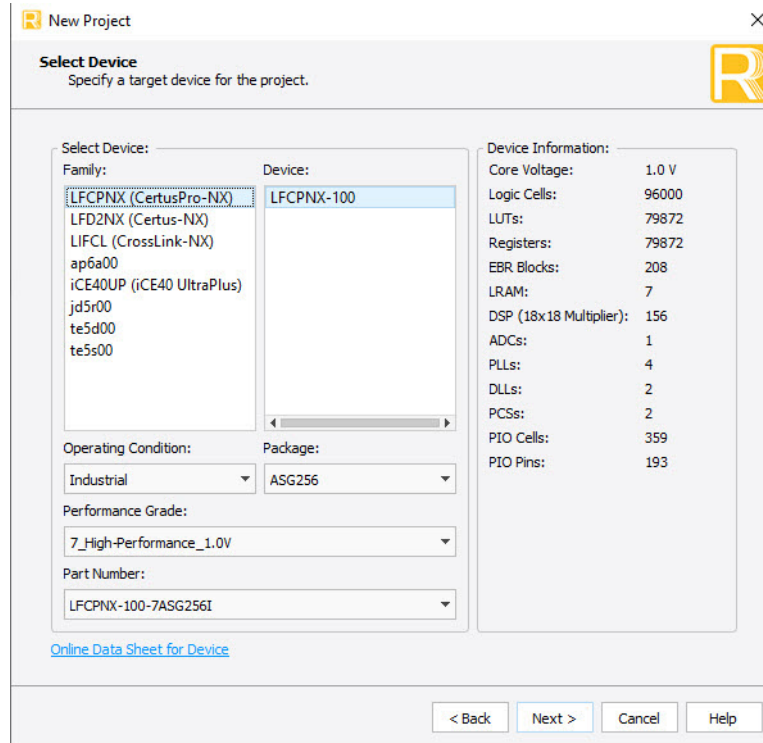 New Project
Select Device
Specify a target device for the project.
Select Device:
Family:
Device:
LFCPNX (CertusPro-NX)
LFD2NX (Certus-NX)
LIFCL (CrossLink-NX)
ap6a00
iCE40UP (iCE40 UltraPlus)
jd5r00
te5d00
te5s00
LFCPNX-100
Operating Condition:
Package:
Industrial
ASG256
Performance Grade:
7_High-Performance_1.0V
Part Number:
LFCPNX-100-7ASG256I
Online Data Sheet for Device
Device Information:
Core Voltage: 1.0 V
Logic Cells: 96000
LUTs: 79872
Registers: 79872
EBR Blocks: 208
LRAM: 7
DSP (18x18 Multiplier): 156
ADCs: 1
PLLs: 4
DLLs: 2
PCSs: 2
PIO Cells: 359
PIO Pins: 193
< Back
Next >
Cancel
Help